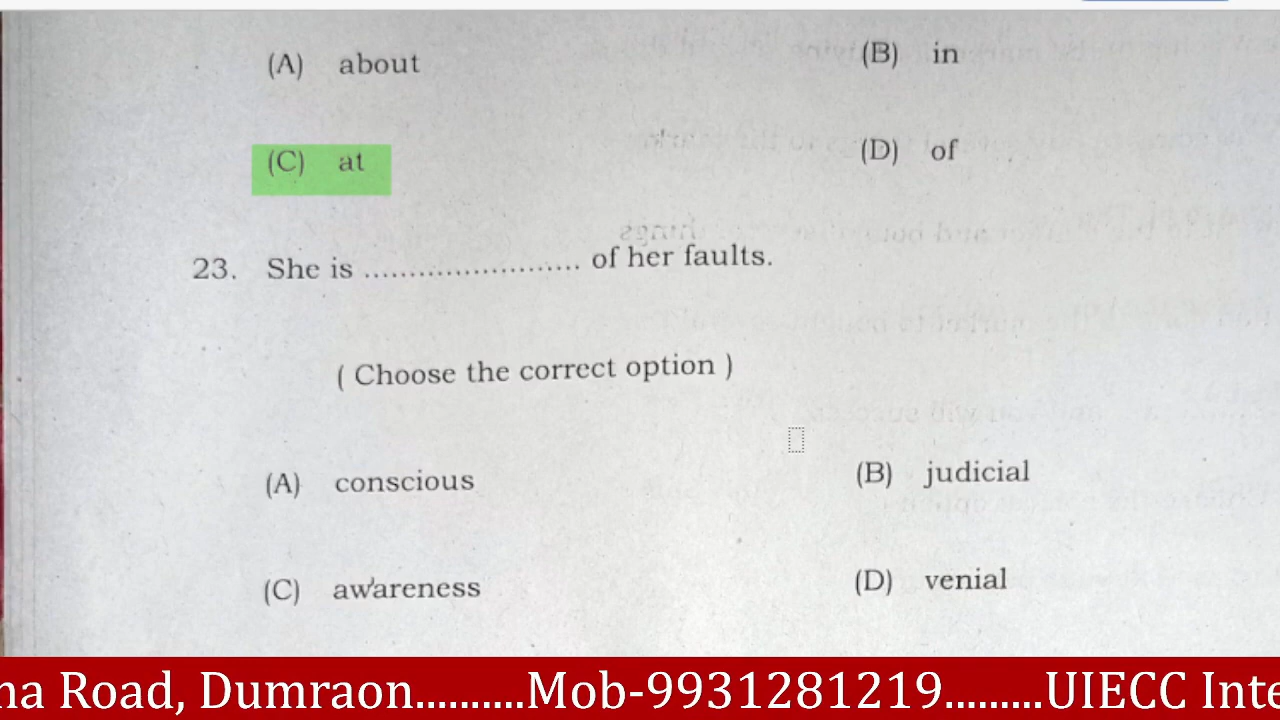 (A) about (B) in
(C) at (D) of
23. She is ........................ of her faults.
( Choose the correct option )
(A) conscious (B) judicial
(C) awareness (D) venial
na Road, Dumraon..........Mob-9931281219.........UIECC Inte